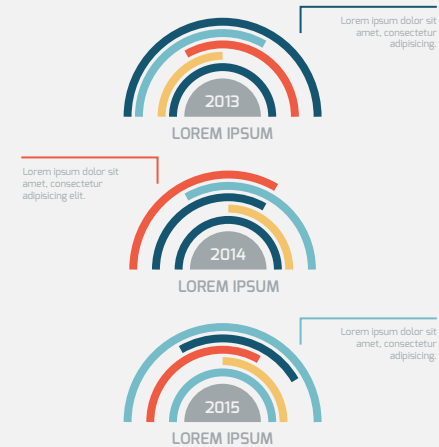 Lorem ipsum dolor sit
amet, consectetur
adipisicing.
2013
LOREM IPSUM
Lorem ipsum dolor sit
amet, consectetur
adipisicing elit.
2014
LOREM IPSUM
Lorem ipsum dolor sit
amet, consectetur
adipisicing.
2015
LOREM IPSUM